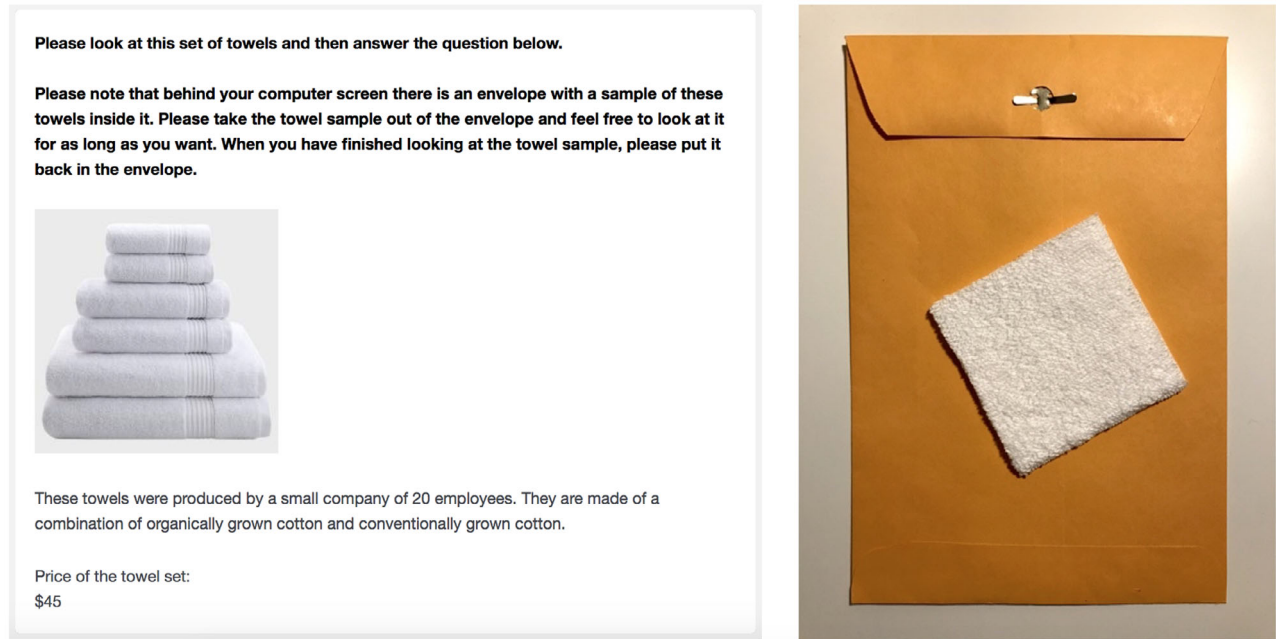 Please look at this set of towels and then answer the question below.
Please note that behind your computer screen there is an envelope with a sample of these
towels inside it. Please take the towel sample out of the envelope and feel free to look at it
for as long as you want. When you have finished looking at the towel sample, please put it
back in the envelope.
These towels were produced by a small company of 20 employees. They are made of a
combination of organically grown cotton and conventionally grown cotton.
Price of the towel set:
$45